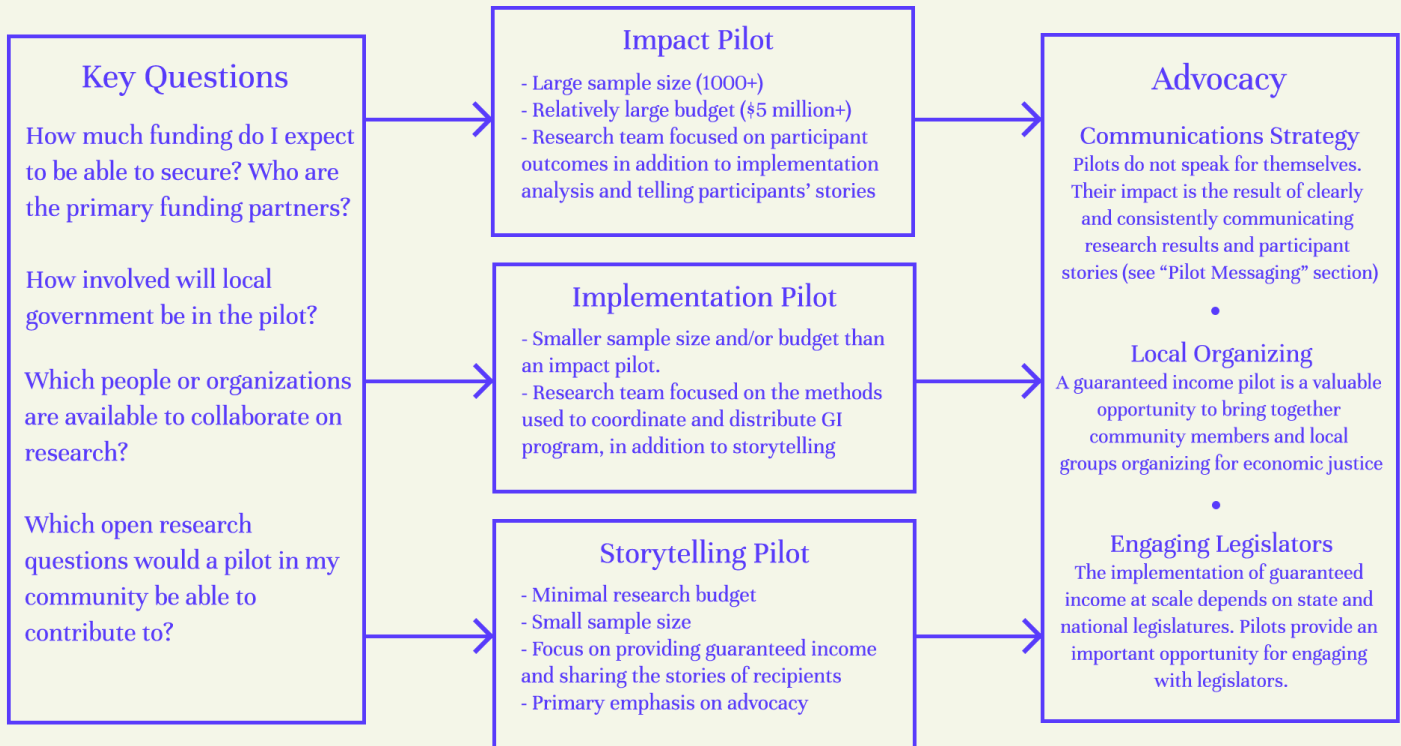 Key Questions
How much funding do I expect
to be able to secure? Who are
the primary funding partners?
How involved will local
government be in the pilot?
Which people or organizations
are available to collaborate on
research?
Which open research
questions would a pilot in my
community be able to
contribute to?
Impact Pilot
- Large sample size (1000+)
- Relatively large budget ($5 million+)
- Research team focused on participant
outcomes in addition to implementation
analysis and telling participants’ stories
Implementation Pilot
- Smaller sample size and/or budget than
an impact pilot.
- Research team focused on the methods
used to coordinate and distribute GI
program, in addition to storytelling
Storytelling Pilot
- Minimal research budget
- Small sample size
- Focus on providing guaranteed income
and sharing the stories of recipients
- Primary emphasis on advocacy
Advocacy
Communications Strategy
Pilots do not speak for themselves.
Their impact is the result of clearly
and consistently communicating
research results and participant
stories (see “Pilot Messaging” section)
•
Local Organizing
A guaranteed income pilot is a valuable
opportunity to bring together
community members and local
groups organizing for economic justice
•
Engaging Legislators
The implementation of guaranteed
income at scale depends on state and
national legislatures. Pilots provide an
important opportunity for engaging
with legislators.